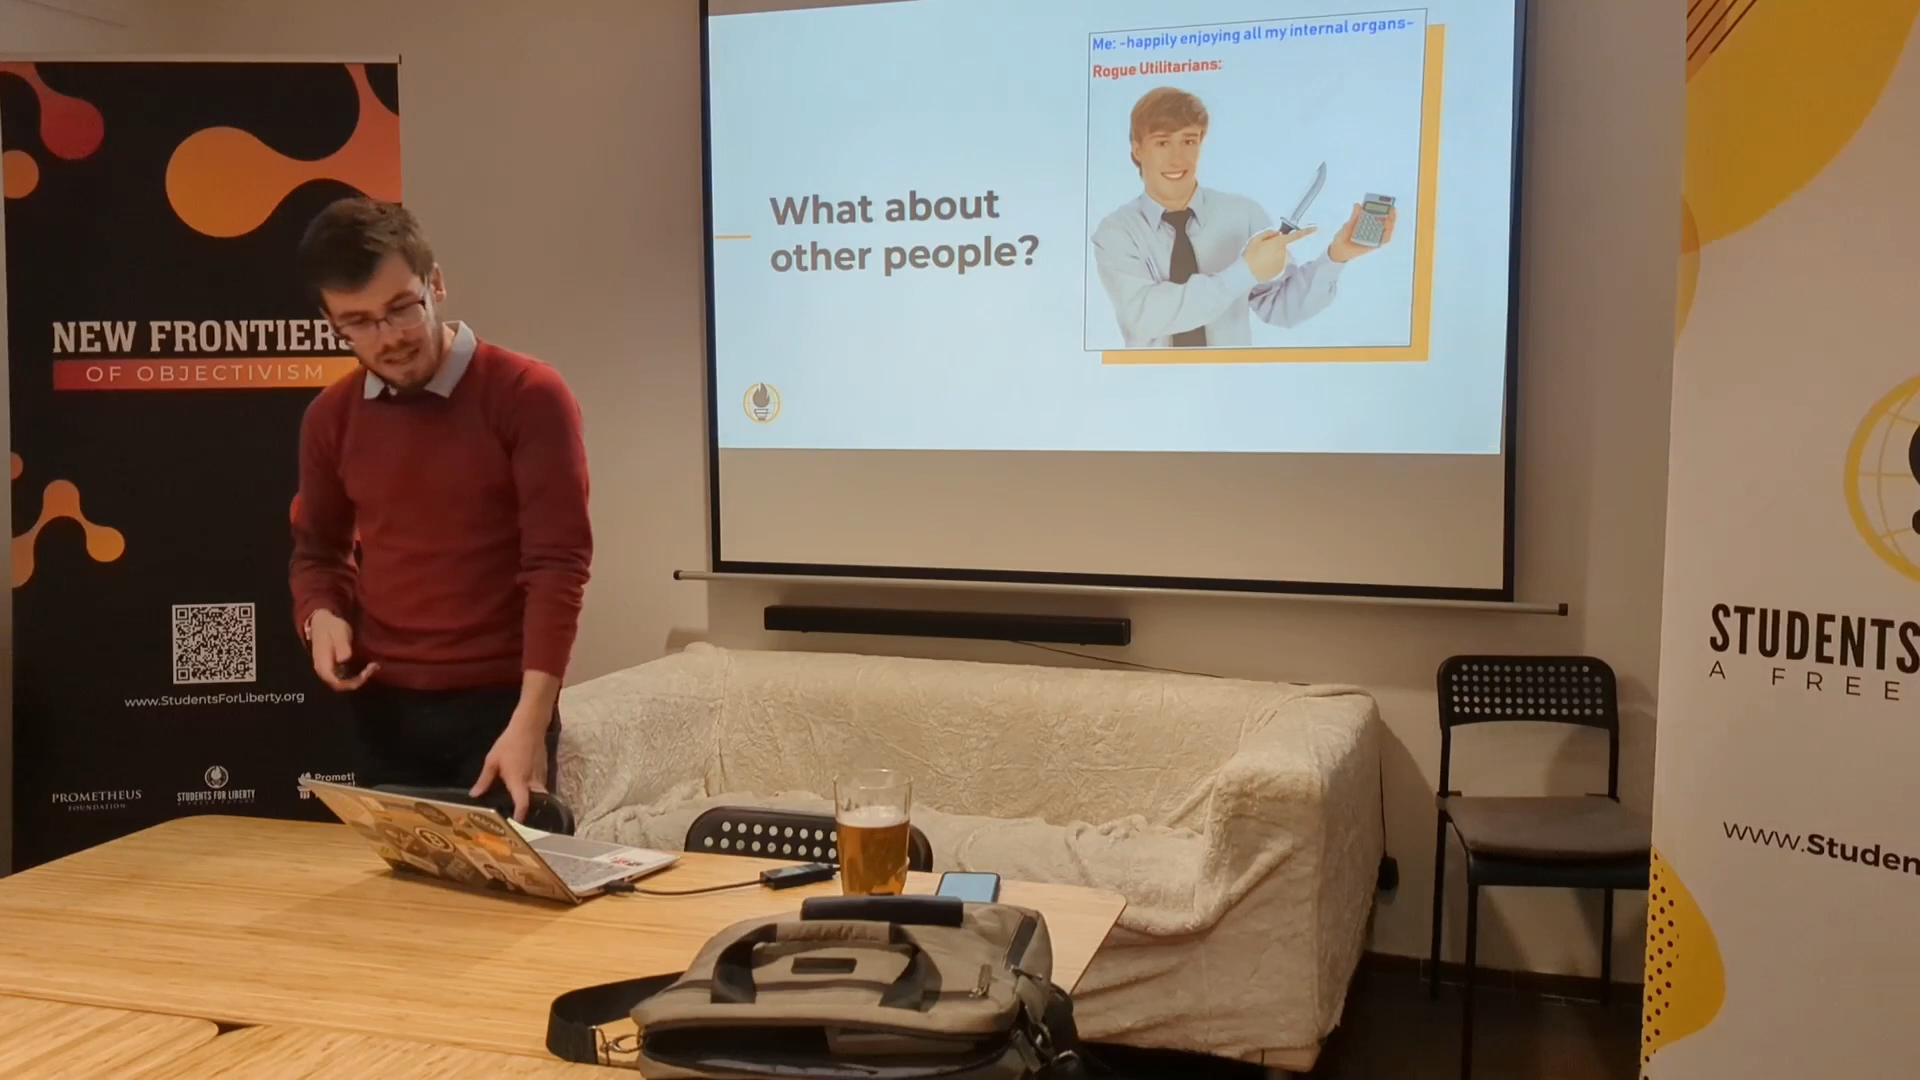 NEW FRONTIERS
OF OBJECTIVISM
www.StudentsForLiberty.org
PROMETHEUS
FOUNDATION
STUDENTS FOR LIBERTY
Promet
What about
other people?
Me: -happily enjoying all my internal organs-
Rogue Utilitarians:
STUDENTS
A FREE
www.Studen